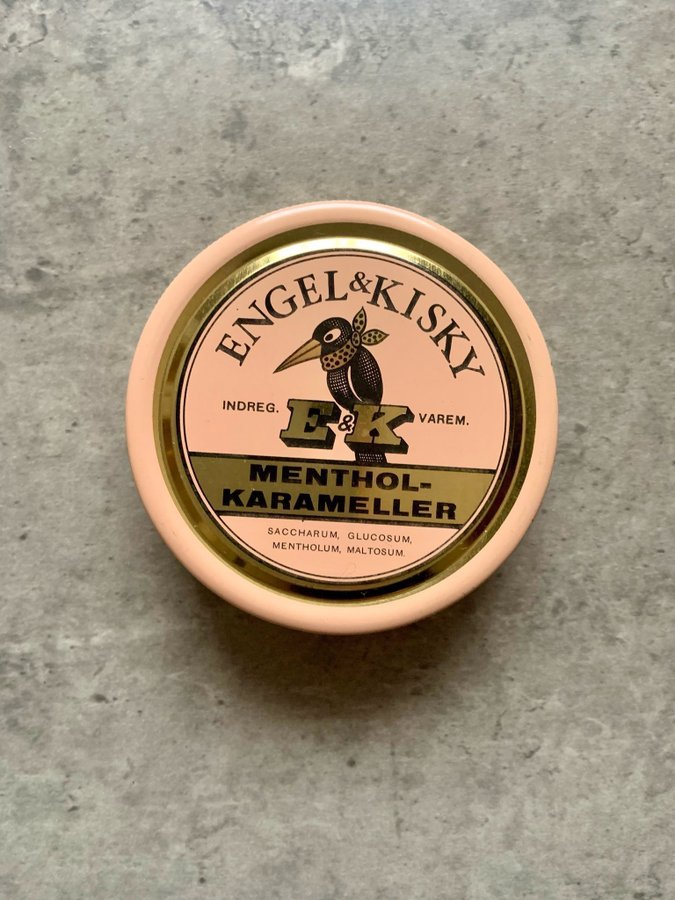 ENGEL & KISKY
INDREG. E&K VAREM.
MENTHOL-
KARAMELLER
SACCHARUM, GLUCOSUM,
MENTHOLUM, MALTOSUM.